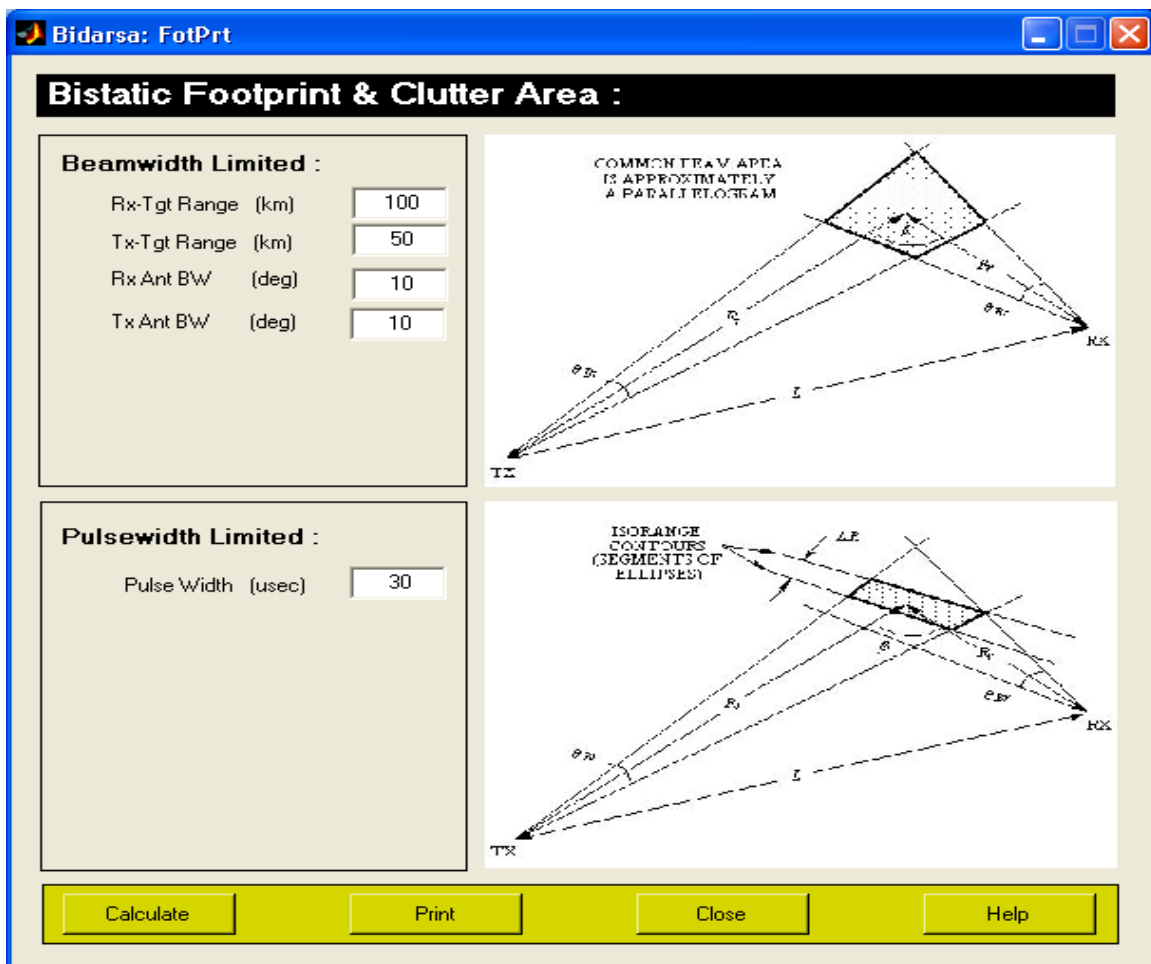 Bidarsa: FotPrt
Bistatic Footprint & Clutter Area :
Beamwidth Limited :
Rx-Tgt Range (km) 100
Tx-Tgt Range (km) 50
Rx Ant BW (deg) 10
Tx Ant BW (deg) 10
COMMON BEAM AREA
IS APPROXIMATELY
A PARALLELOGRAM
β
θ
RX
θ
L
TX
Pulsewidth Limited :
Pulse Width (usec) 30
ISORANGE
CONTOURS
(SEGMENTS OF
ELLIPSES)
ΔR
β
θ
RX
θ
L
TX
Calculate Print Close Help